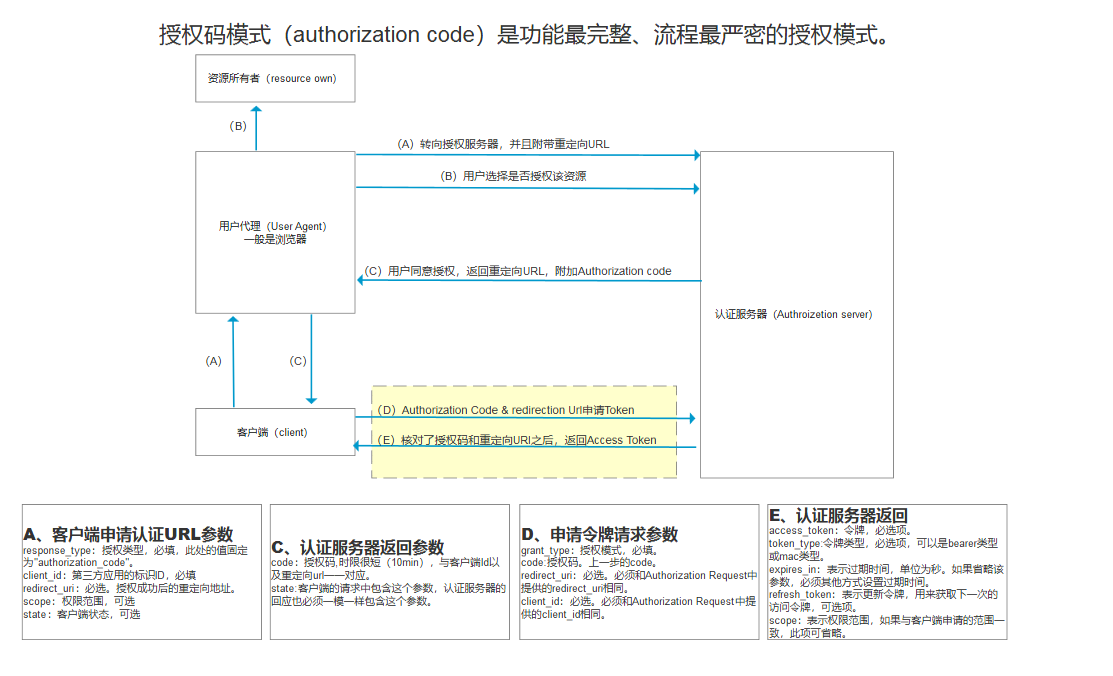 授权码模式（authorization code）是功能最完整、流程最严密的授权模式。
资源所有者（resource own）
（B）
（A）转向授权服务器，并且附带重定向URL
（B）用户选择是否授权该资源
用户代理（User Agent）
一般是浏览器
（C）用户同意授权，返回重定向URL，附加Authorization code
认证服务器（Authroizetion server）
（A）
（C）
（D）Authorization Code & redirection Url申请Token
客户端（client）
（E）核对了授权码和重定向URI之后，返回Access Token
A、客户端申请认证URL参数
response_type：授权类型，必填，此处的值固定
为"authorization_code"。
client_id：第三方应用的标识ID，必填
redirect_uri：必选。授权成功后的重定向地址。
scope：权限范围，可选
state：客户端状态，可选
C、认证服务器返回参数
code：授权码,时限很短（10min），与客户端Id以
及重定向url一一对应。
state:客户端的请求中包含这个参数，认证服务器的
回应也必须一模一样包含这个参数。
D、申请令牌请求参数
grant_type：授权模式，必填。
code:授权码。上一步的code。
redirect_uri：必选。必须和Authorization Request中
提供的redirect_uri相同。
client_id：必选。必须和Authorization Request中提
供的client_id相同。
E、认证服务器返回
access_token：令牌，必选项。
token_type:令牌类型，必选项，可以是bearer类型
或mac类型。
expires_in：表示过期时间，单位为秒。如果省略该
参数，必须其他方式设置过期时间。
refresh_token：表示更新令牌，用来获取下一次的
访问令牌，可选项。
scope：表示权限范围，如果与客户端申请的范围一
致，此项可省略。